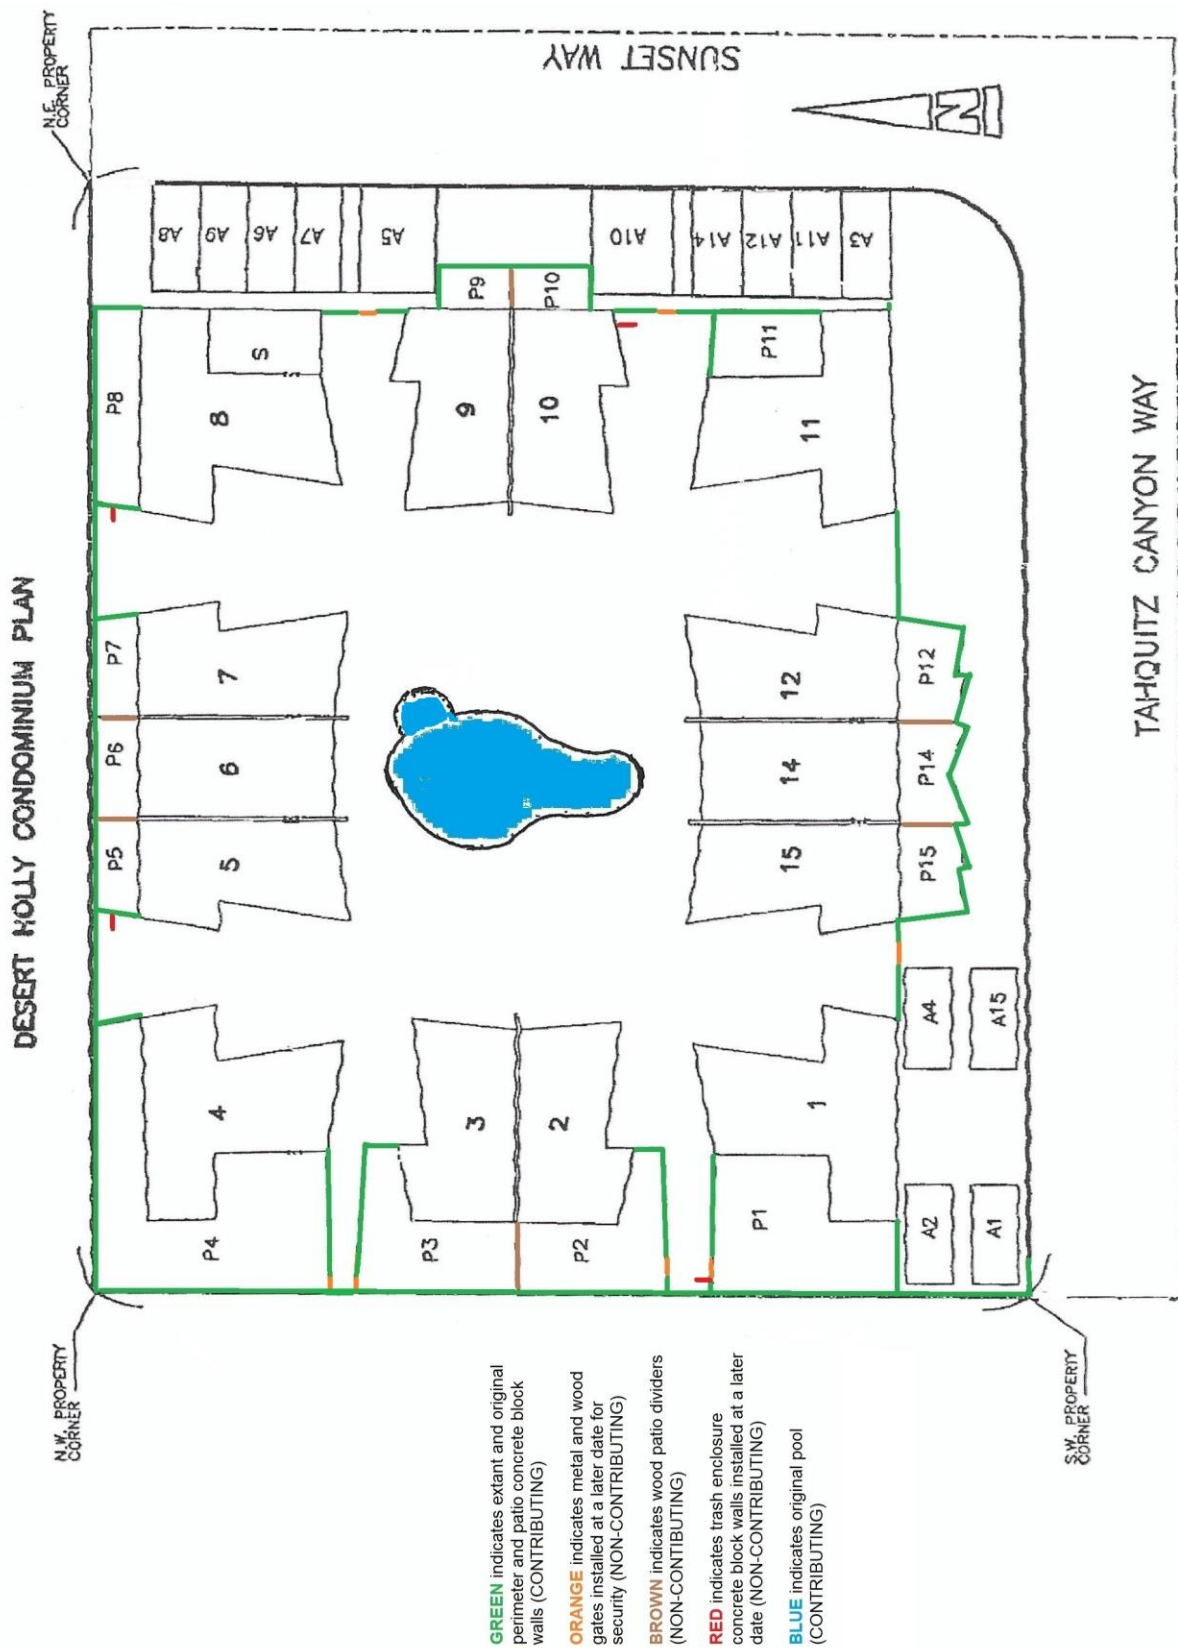 DESERT HOLLY CONDOMINIUM PLAN
N.W. PROPERTY
CORNER
N.E. PROPERTY
CORNER
P5
P6
P7
P8
A8
A9
A6
A7
A5
P4
4
5
6
7
8
S
P3
3
9
P9
P2
2
10
P10
A10
A14
A12
A11
A3
P1
1
15
14
12
11
P11
A2
A4
P15
P14
P12
A1
A15
SUNSET WAY
N
S.W. PROPERTY
CORNER
TAHQUITZ CANYON WAY
GREEN indicates extant and original
perimeter and patio concrete block
walls (CONTRIBUTING)
ORANGE indicates metal and wood
gates installed at a later date for
security (NON-CONTRIBUTING)
BROWN indicates wood patio dividers
(NON-CONTIBUTING)
RED indicates trash enclosure
concrete block walls installed at a later
date (NON-CONTRIBUTING)
BLUE indicates original pool
(CONTRIBUTING)